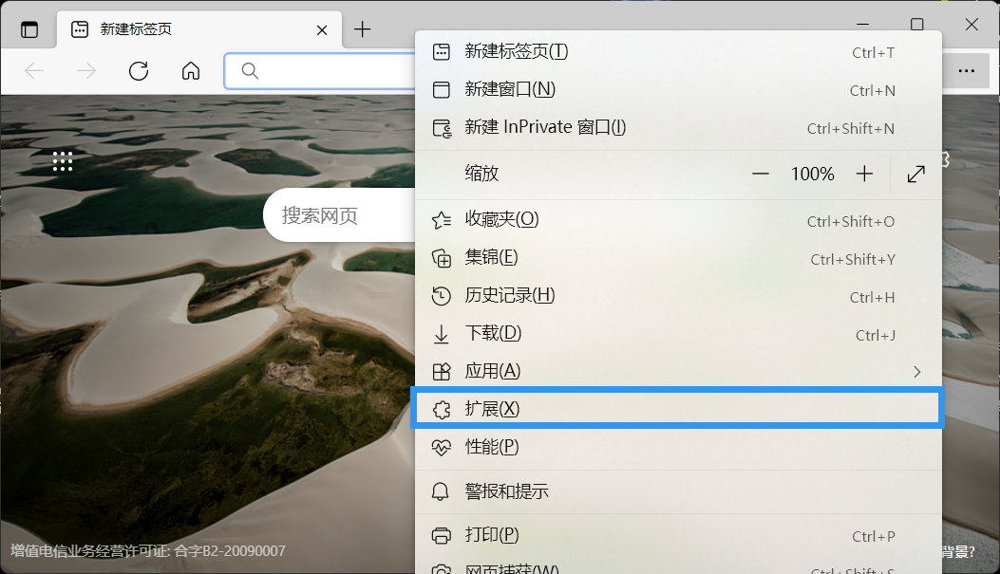 新建标签页
新建标签页(T) Ctrl+T
新建窗口(N) Ctrl+N
新建 InPrivate 窗口(I) Ctrl+Shift+N
缩放 100%
搜索网页
收藏夹(O) Ctrl+Shift+O
集锦(E) Ctrl+Shift+Y
历史记录(H) Ctrl+H
下载(D) Ctrl+J
应用(A)
扩展(X)
性能(P)
警报和提示
打印(P) Ctrl+P
增值电信业务经营许可证: 合字B2-20090007
背景?
网页捕获(W) Ctrl+Shift+S